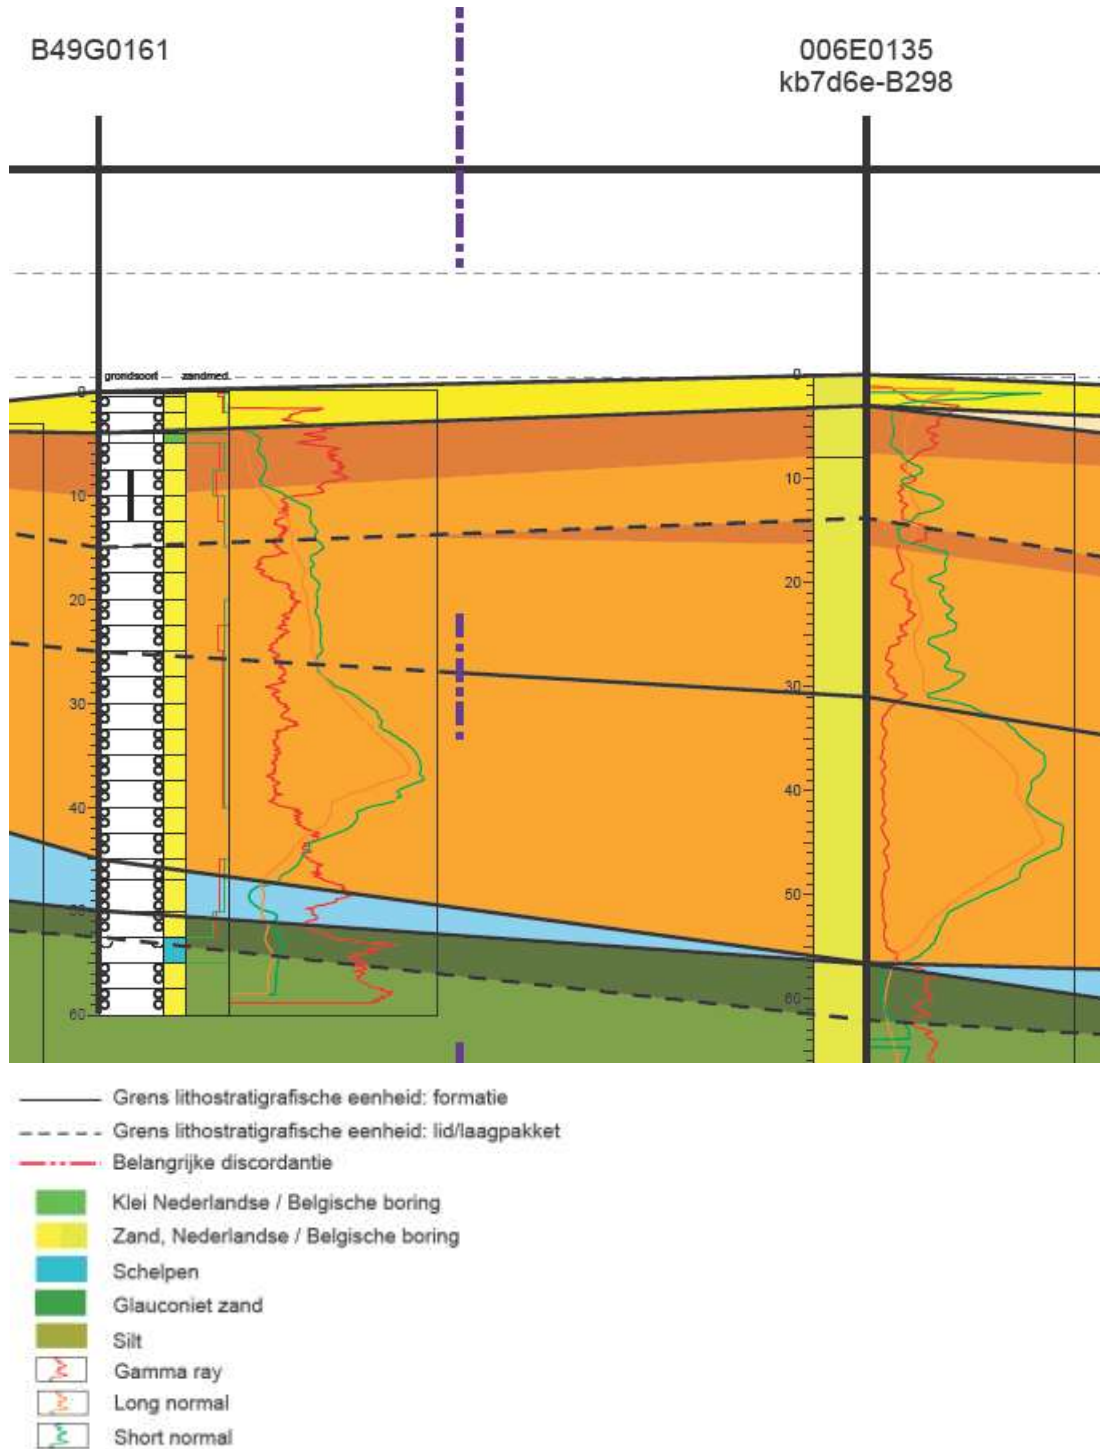 B49G0161
006E0135
kb7d6e-B298
grondsoort
zandmed.
0
10
20
30
40
50
60
0
10
20
30
40
50
60
Grens lithostratigrafische eenheid: formatie
Grens lithostratigrafische eenheid: lid/laagpakket
Belangrijke discordantie
Klei Nederlandse / Belgische boring
Zand, Nederlandse / Belgische boring
Schelpen
Glauconiet zand
Silt
Gamma ray
Long normal
Short normal